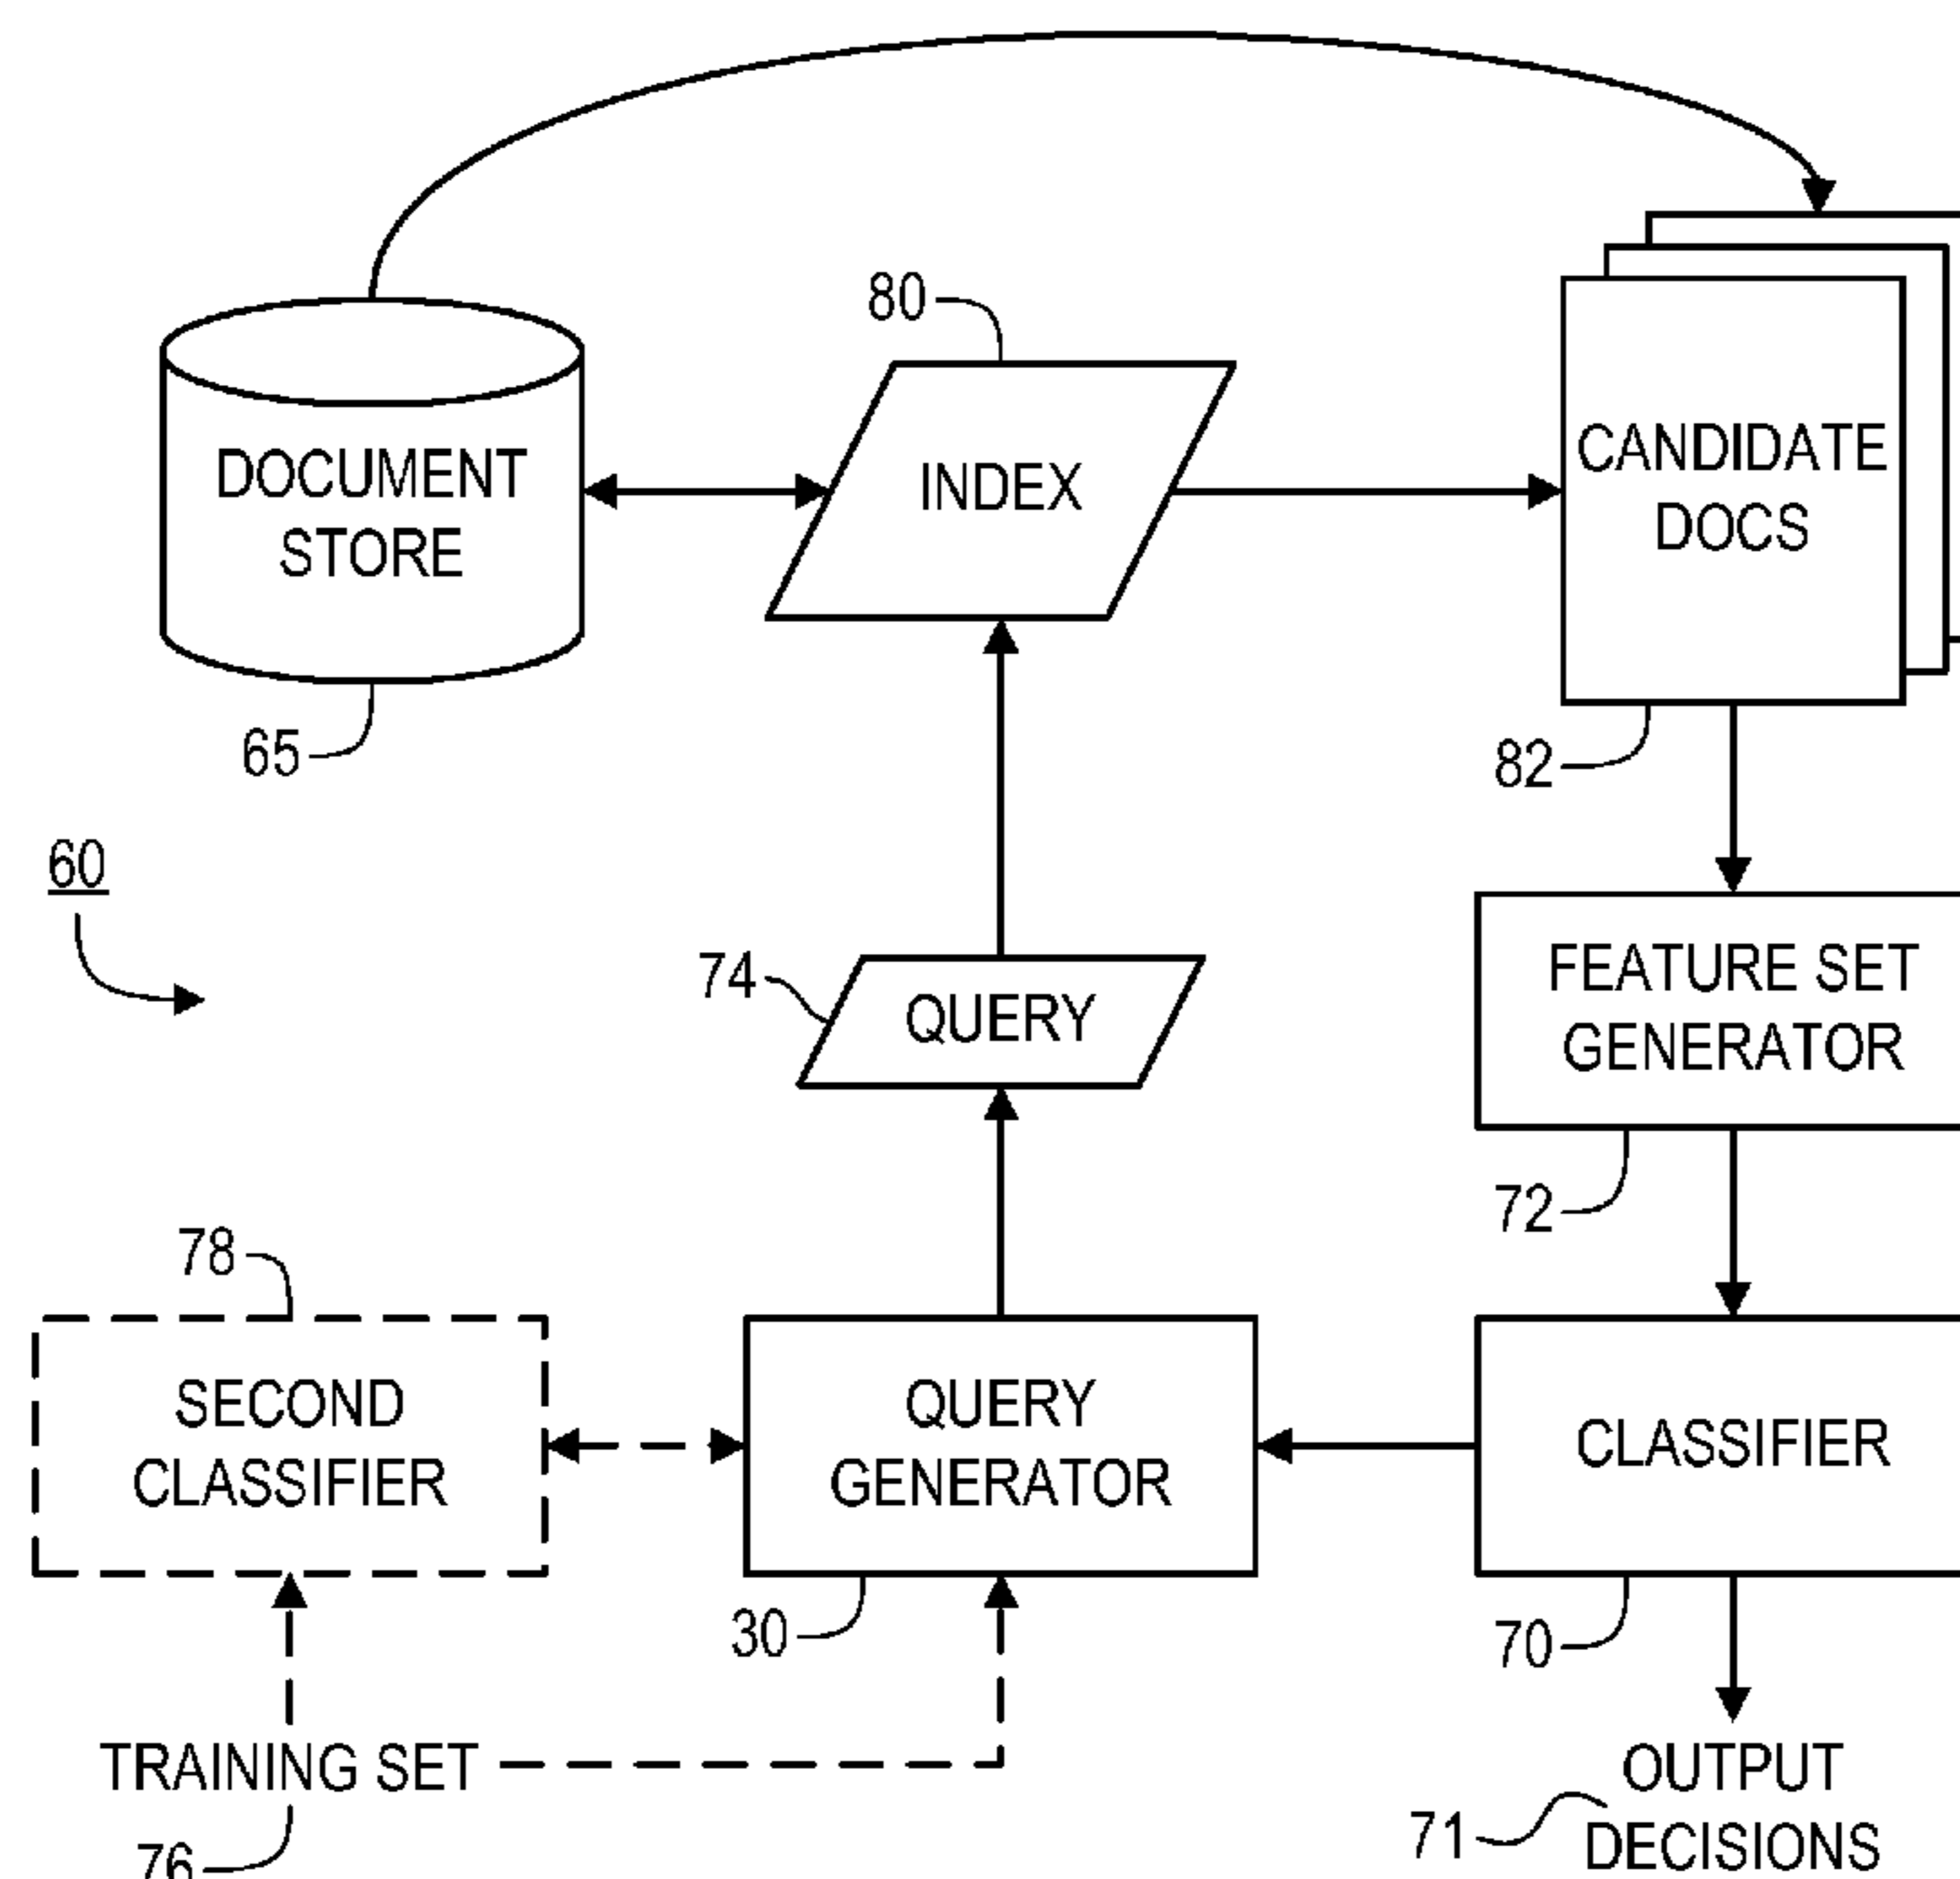 80
DOCUMENT
STORE
INDEX
CANDIDATE
DOCS
65
82
60
74
QUERY
FEATURE SET
GENERATOR
72
78
SECOND
CLASSIFIER
QUERY
GENERATOR
CLASSIFIER
30
70
TRAINING SET
OUTPUT
DECISIONS
71
76